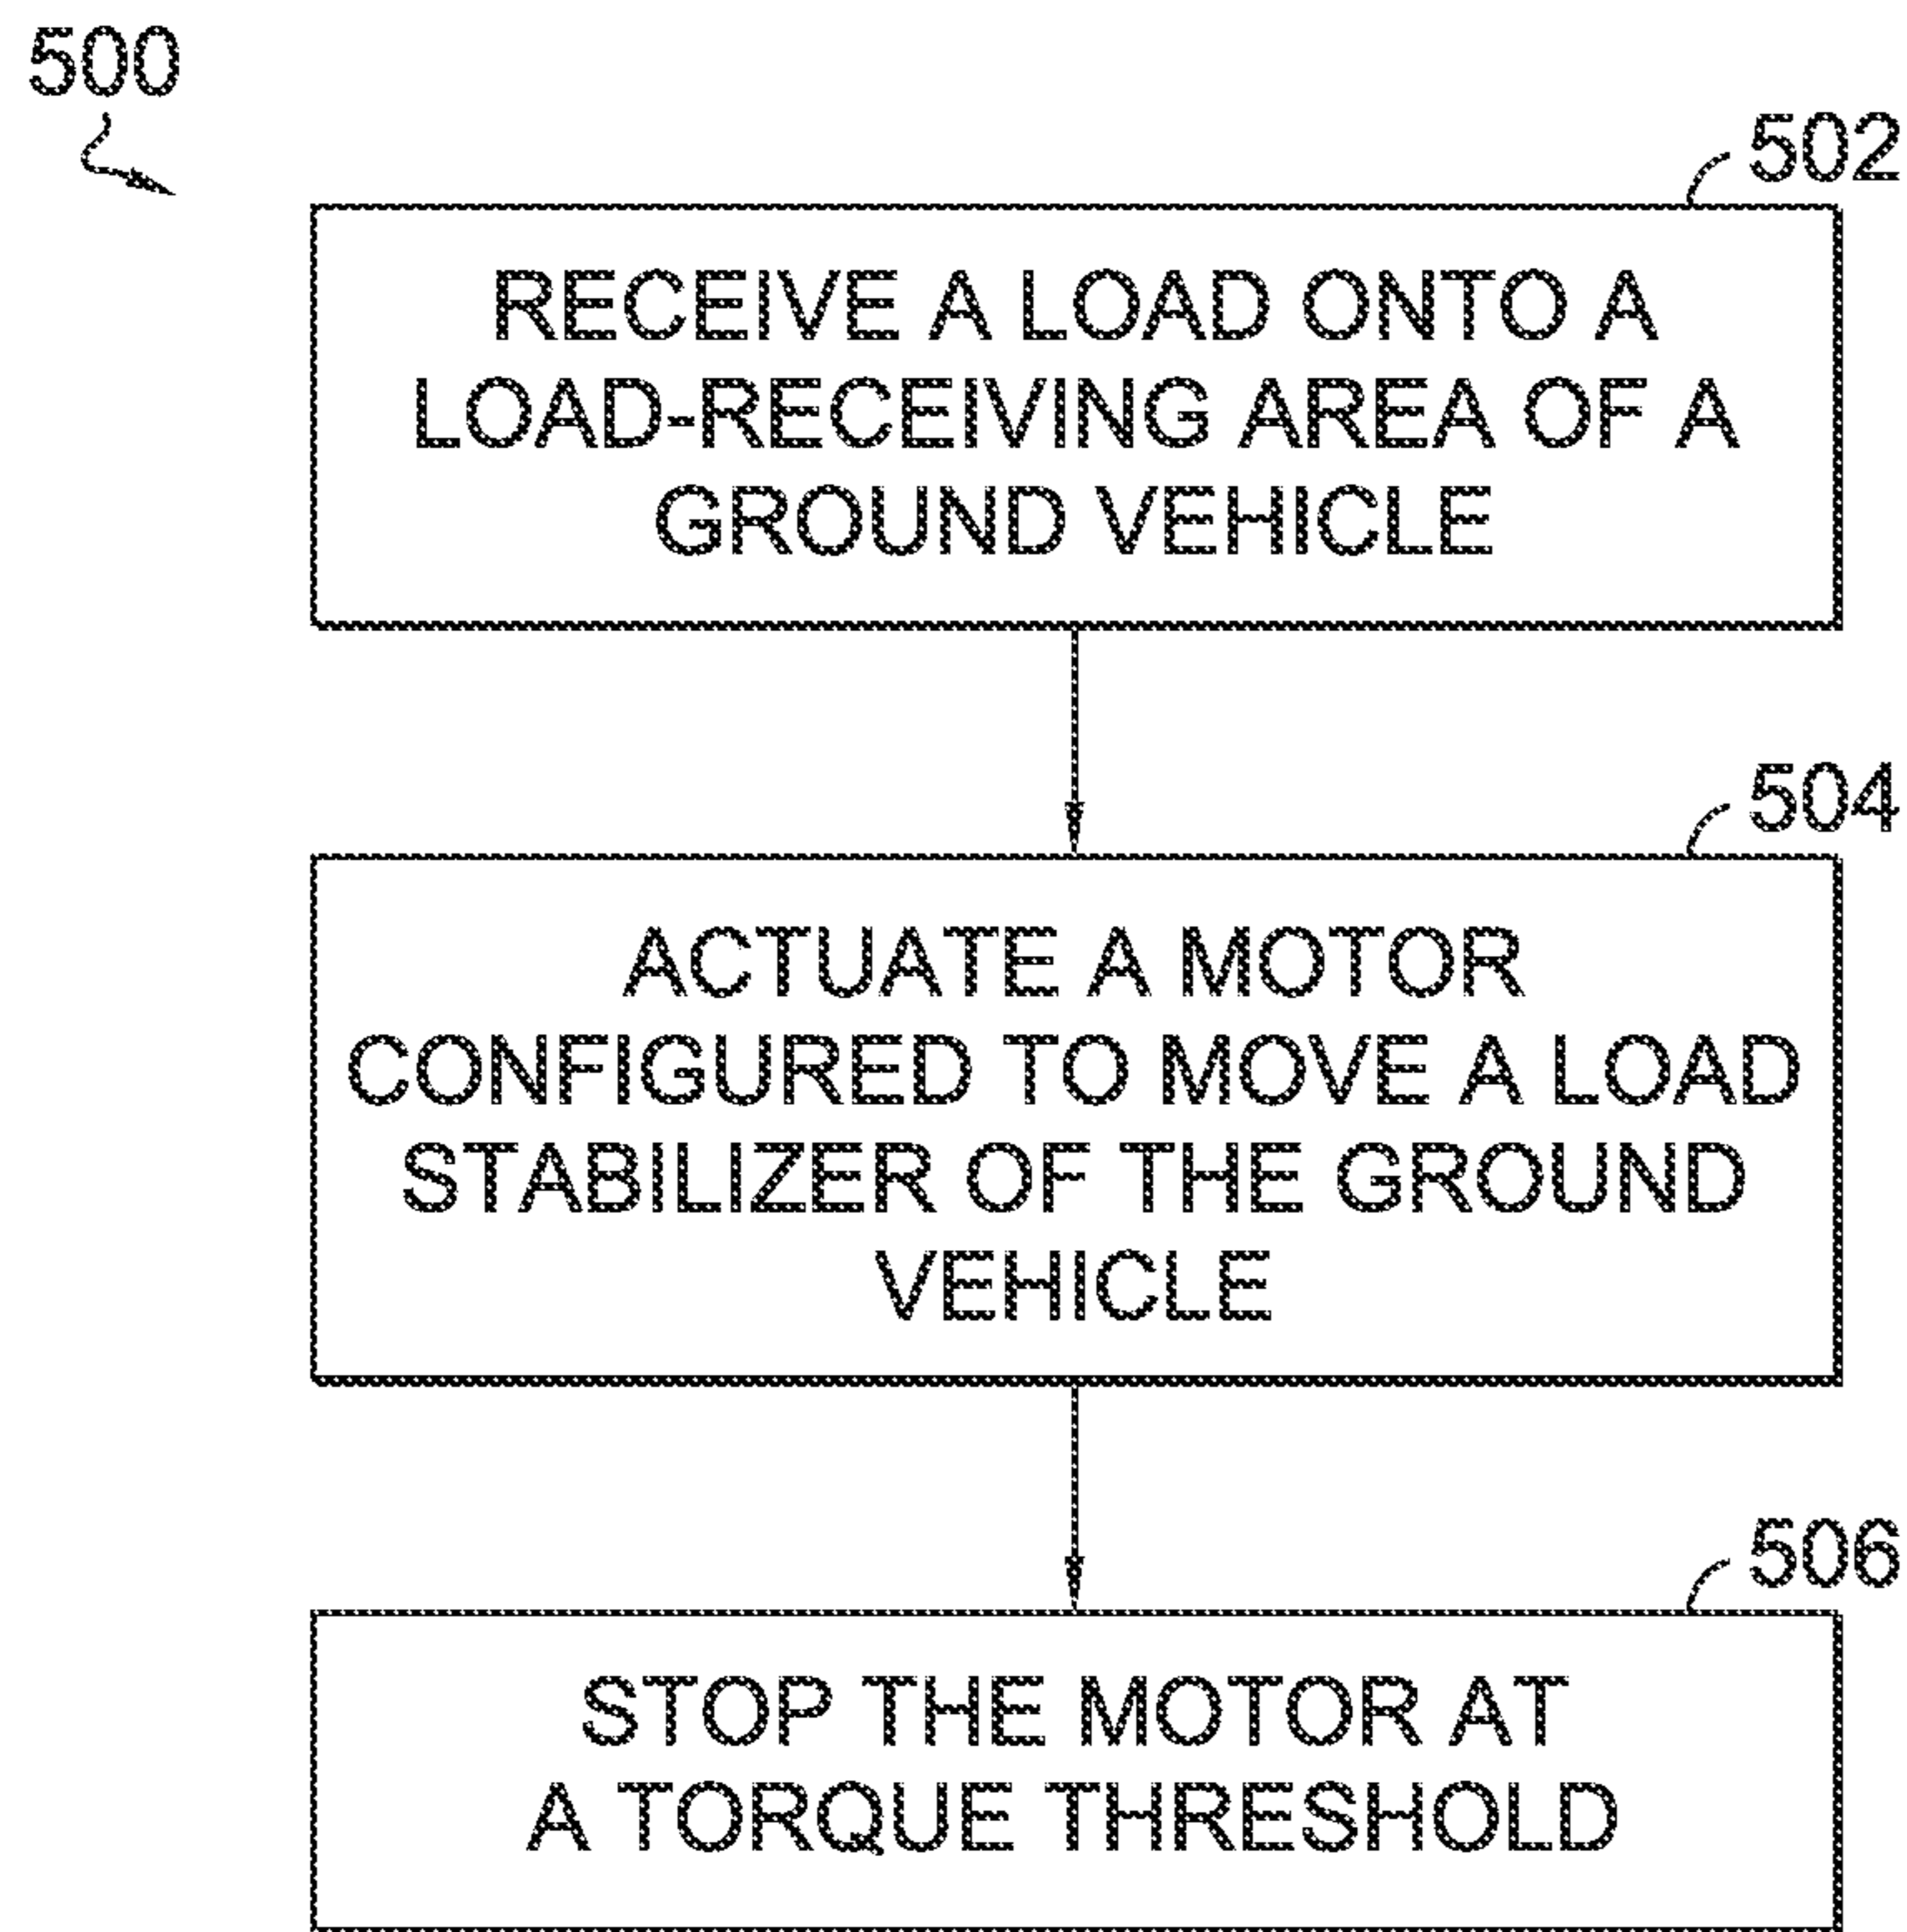 500
502
RECEIVE A LOAD ONTO A
LOAD-RECEIVING AREA OF A
GROUND VEHICLE
504
ACTUATE A MOTOR
CONFIGURED TO MOVE A LOAD
STABILIZER OF THE GROUND
VEHICLE
506
STOP THE MOTOR AT
A TORQUE THRESHOLD